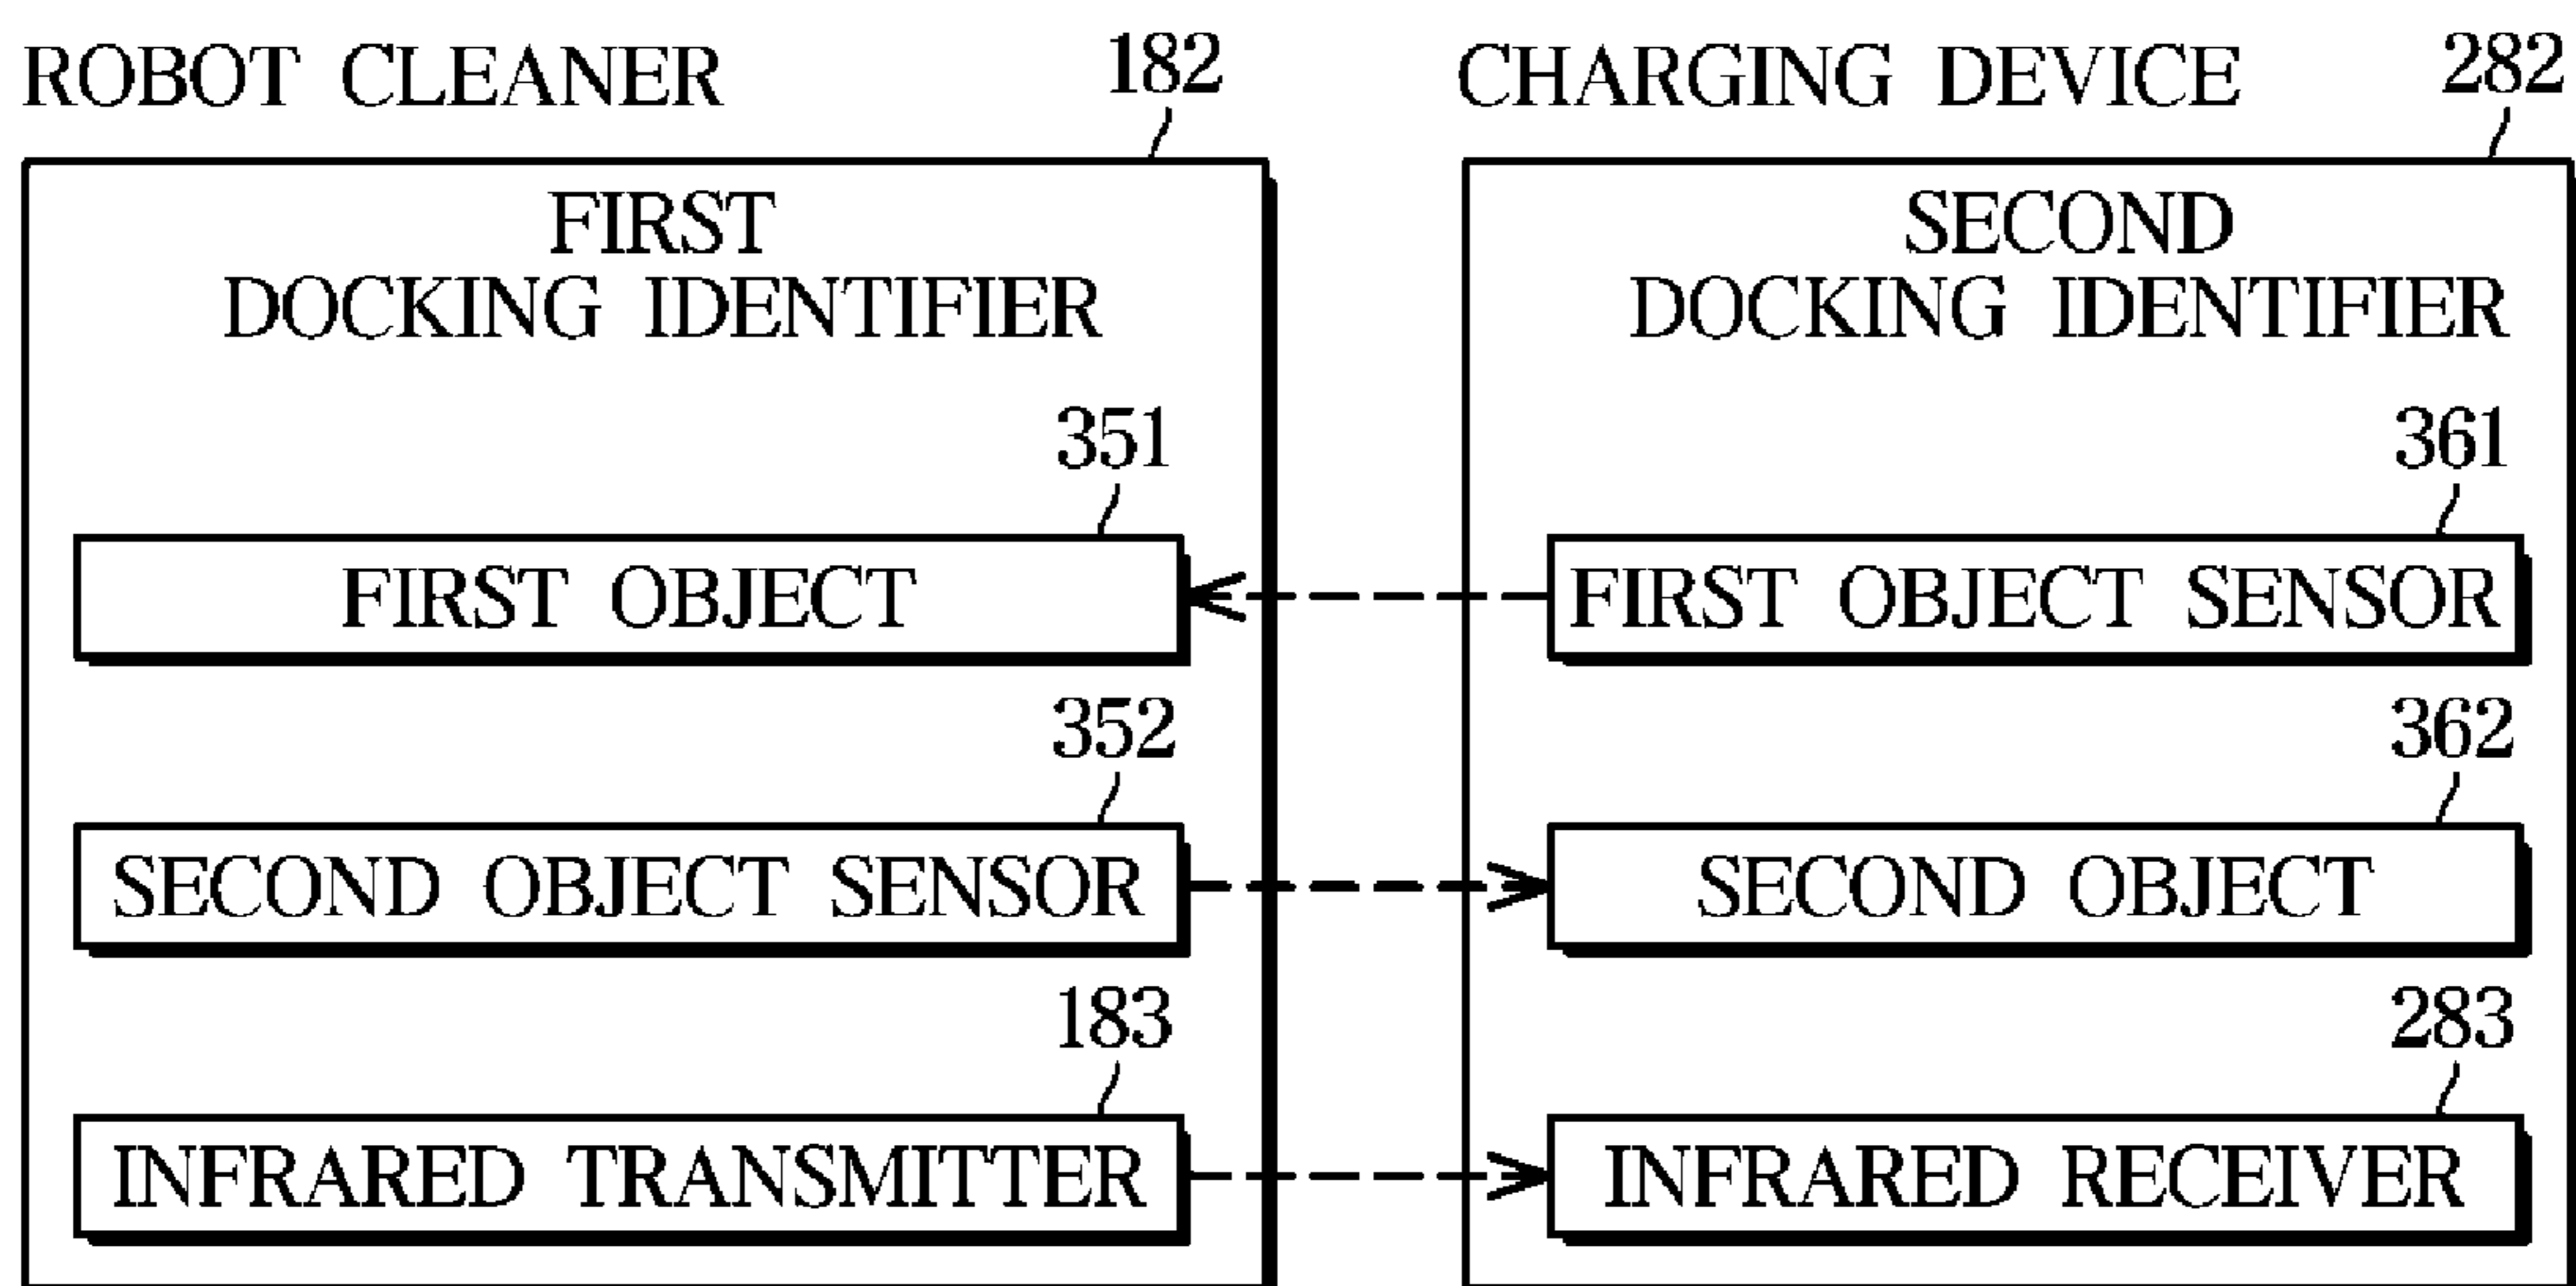 ROBOT CLEANER
182
FIRST
DOCKING IDENTIFIER
351
FIRST OBJECT
352
SECOND OBJECT SENSOR
183
INFRARED TRANSMITTER
CHARGING DEVICE
282
SECOND
DOCKING IDENTIFIER
361
FIRST OBJECT SENSOR
362
SECOND OBJECT
283
INFRARED RECEIVER